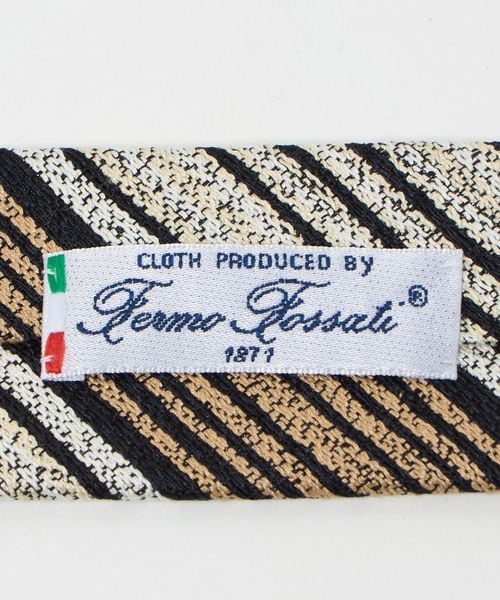 CLOTH PRODUCED BY
Fermo Fossati®
1871